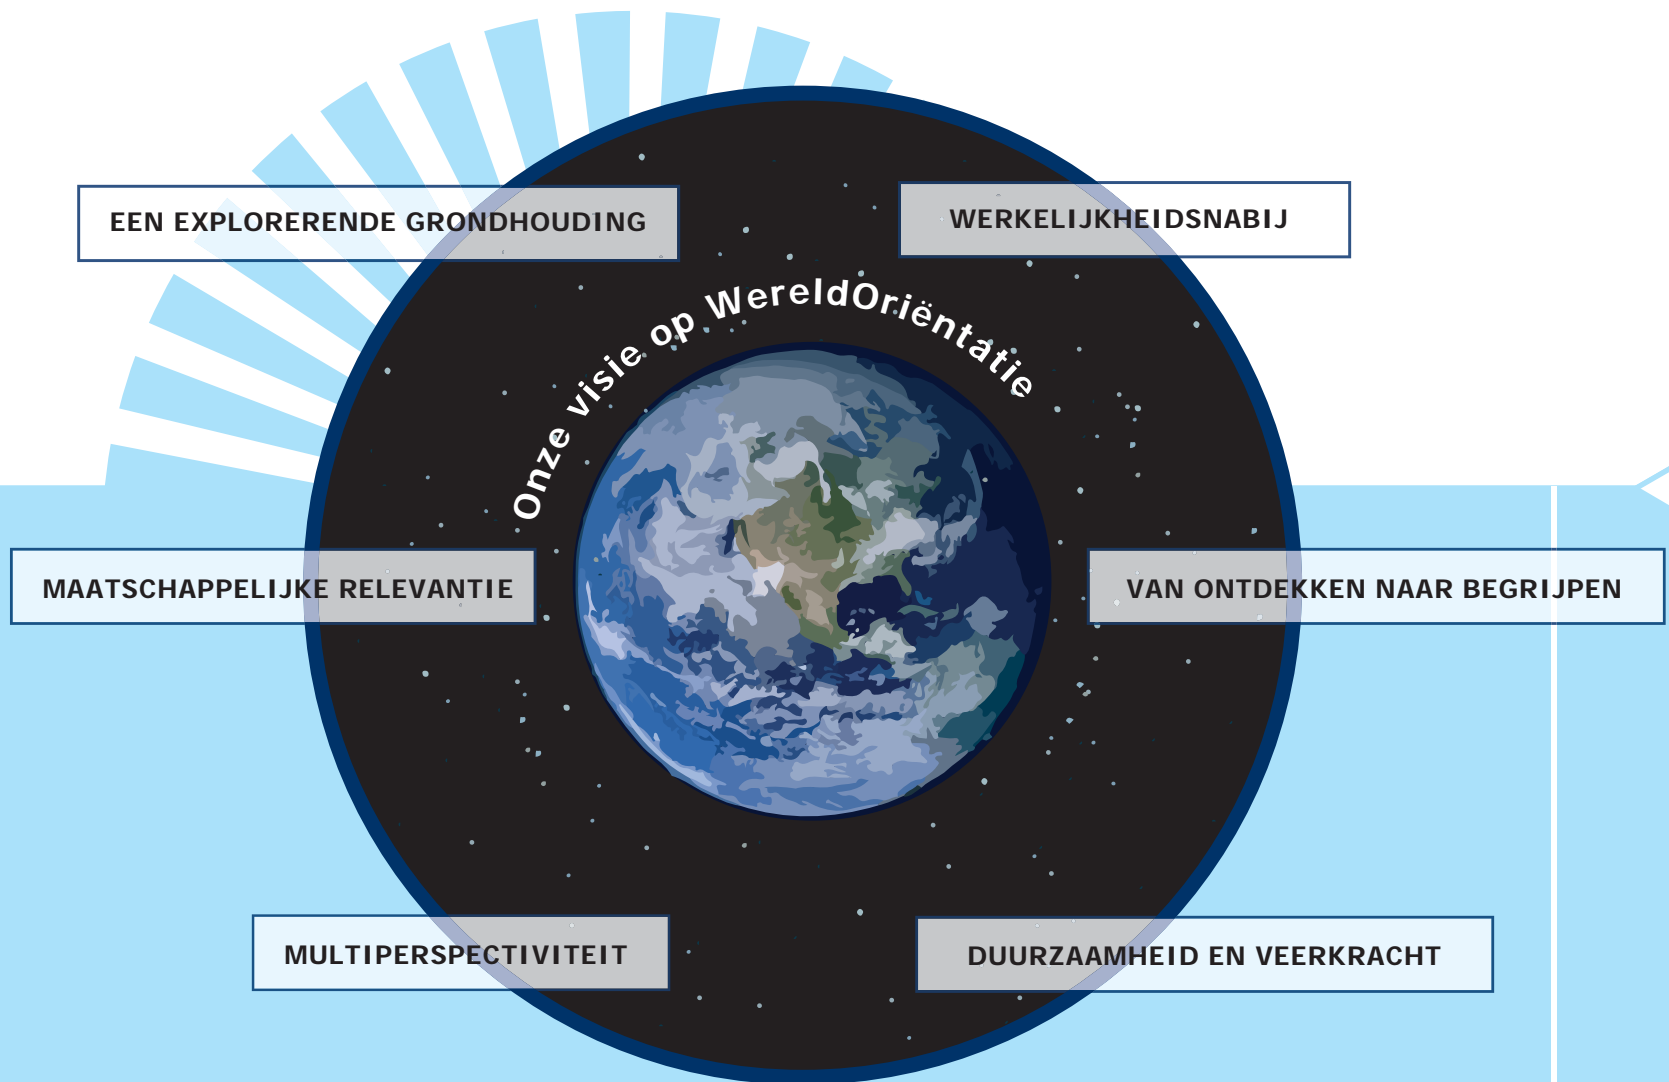 EEN EXPLORERENDE GRONDHOUDING
WERKELIJKHEIDSNABIJ
Onze visie op WereldOriëntatie
MAATSCHAPPELIJKE RELEVANTIE
VAN ONTDEKKEN NAAR BEGRIJPEN
MULTIPERSPECTIVITEIT
DUURZAAMHEID EN VEERKRACHT